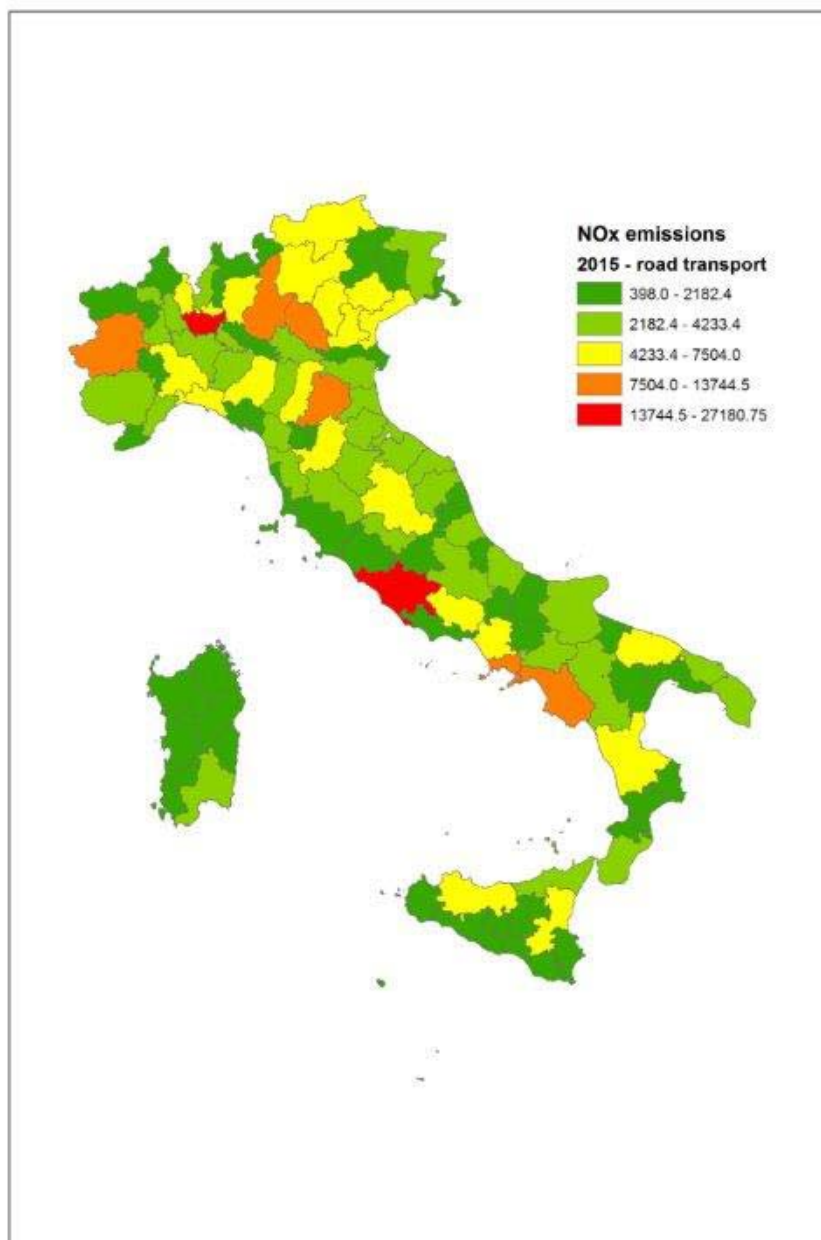 NOx emissions
2015 - road transport
398.0 - 2182.4
2182.4 - 4233.4
4233.4 - 7504.0
7504.0 - 13744.5
13744.5 - 27180.75